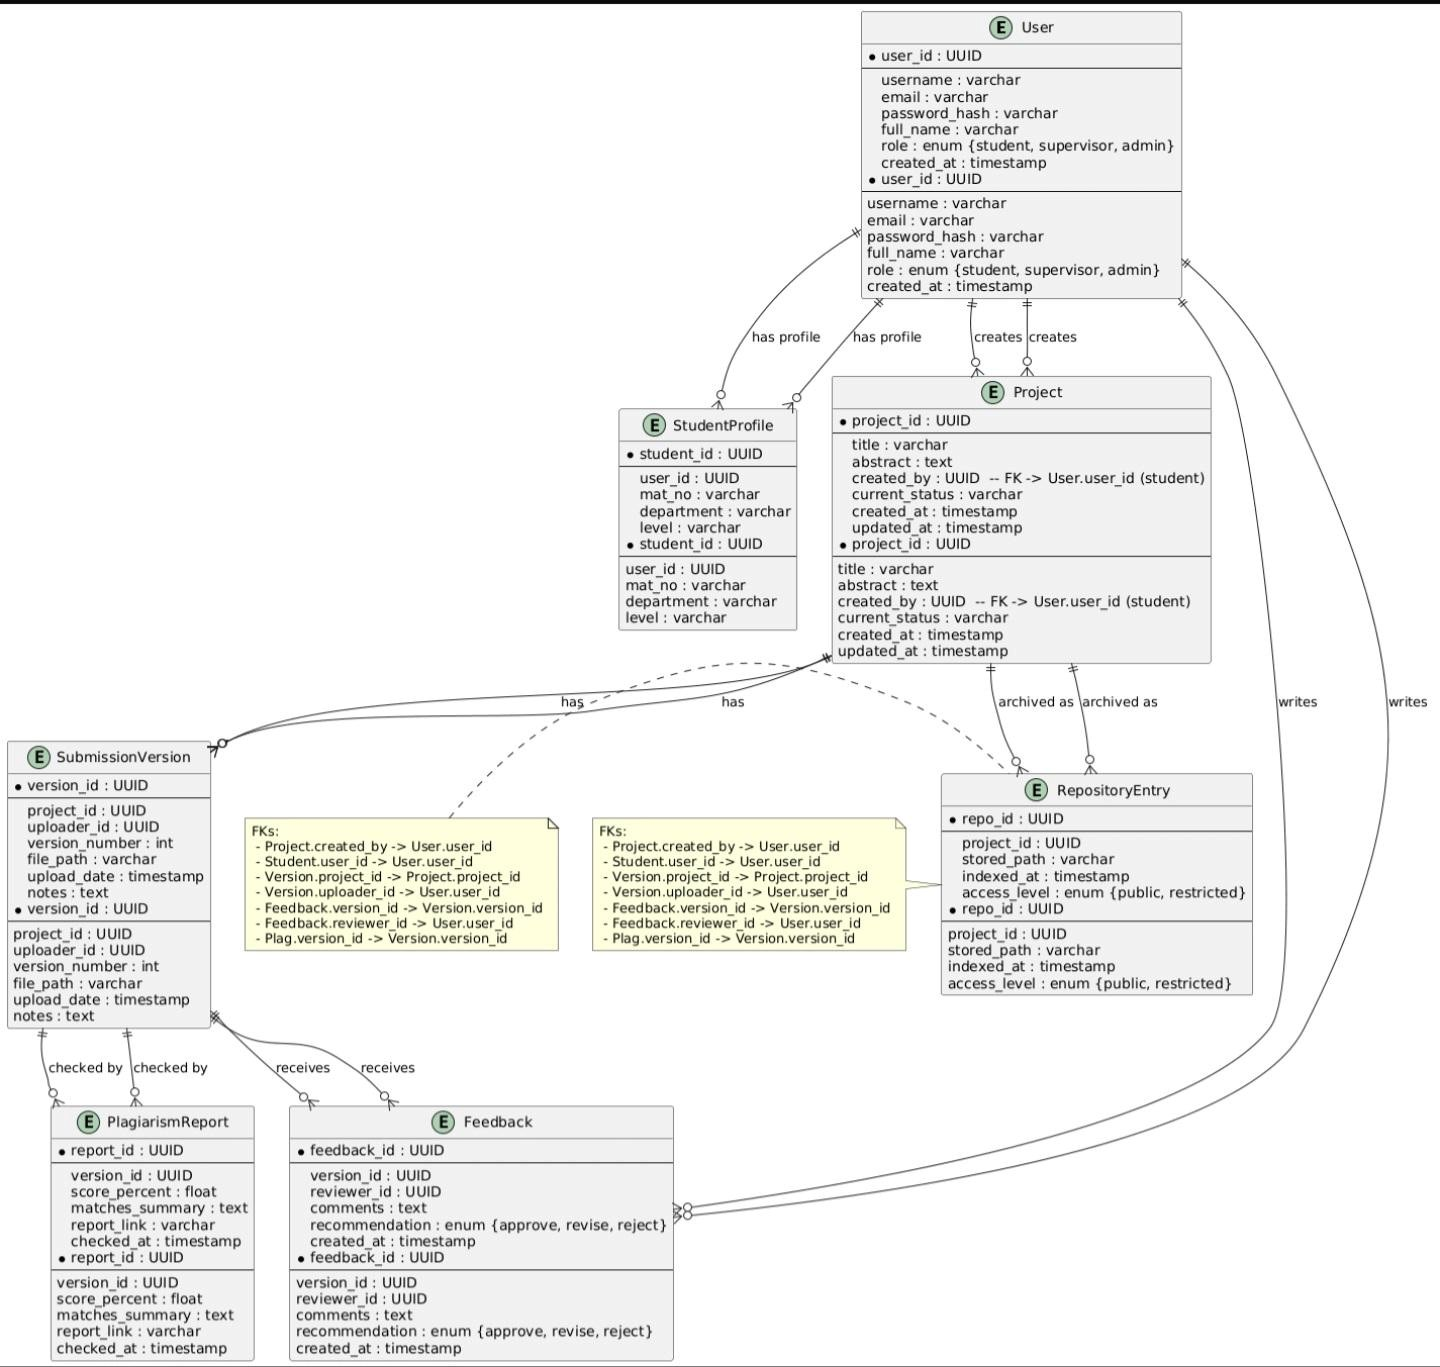 E User
user_id : UUID
username : varchar
email : varchar
password_hash : varchar
full_name : varchar
role : enum {student, supervisor, admin}
created_at : timestamp
user_id : UUID
username : varchar
email : varchar
password_hash : varchar
full_name : varchar
role : enum {student, supervisor, admin}
created_at : timestamp
has profile
has profile
creates
creates
E StudentProfile
student_id : UUID
user_id : UUID
mat_no : varchar
department : varchar
level : varchar
student_id : UUID
user_id : UUID
mat_no : varchar
department : varchar
level : varchar
E Project
project_id : UUID
title : varchar
abstract : text
created_by : UUID -- FK -> User.user_id (student)
current_status : varchar
created_at : timestamp
updated_at : timestamp
project_id : UUID
title : varchar
abstract : text
created_by : UUID -- FK -> User.user_id (student)
current_status : varchar
created_at : timestamp
updated_at : timestamp
has
has
archived as
archived as
writes
writes
E SubmissionVersion
version_id : UUID
project_id : UUID
uploader_id : UUID
version_number : int
file_path : varchar
upload_date : timestamp
notes : text
version_id : UUID
project_id : UUID
uploader_id : UUID
version_number : int
file_path : varchar
upload_date : timestamp
notes : text
FKs:
- Project.created_by -> User.user_id
- Student.user_id -> User.user_id
- Version.project_id -> Project.project_id
- Version.uploader_id -> User.user_id
- Feedback.version_id -> Version.version_id
- Feedback.reviewer_id -> User.user_id
- Plag.version_id -> Version.version_id
FKs:
- Project.created_by -> User.user_id
- Student.user_id -> User.user_id
- Version.project_id -> Project.project_id
- Version.uploader_id -> User.user_id
- Feedback.version_id -> Version.version_id
- Feedback.reviewer_id -> User.user_id
- Plag.version_id -> Version.version_id
E RepositoryEntry
repo_id : UUID
project_id : UUID
stored_path : varchar
indexed_at : timestamp
access_level : enum {public, restricted}
repo_id : UUID
project_id : UUID
stored_path : varchar
indexed_at : timestamp
access_level : enum {public, restricted}
checked by
checked by
receives
receives
E PlagiarismReport
report_id : UUID
version_id : UUID
score_percent : float
matches_summary : text
report_link : varchar
checked_at : timestamp
report_id : UUID
version_id : UUID
score_percent : float
matches_summary : text
report_link : varchar
checked_at : timestamp
E Feedback
feedback_id : UUID
version_id : UUID
reviewer_id : UUID
comments : text
recommendation : enum {approve, revise, reject}
created_at : timestamp
feedback_id : UUID
version_id : UUID
reviewer_id : UUID
comments : text
recommendation : enum {approve, revise, reject}
created_at : timestamp